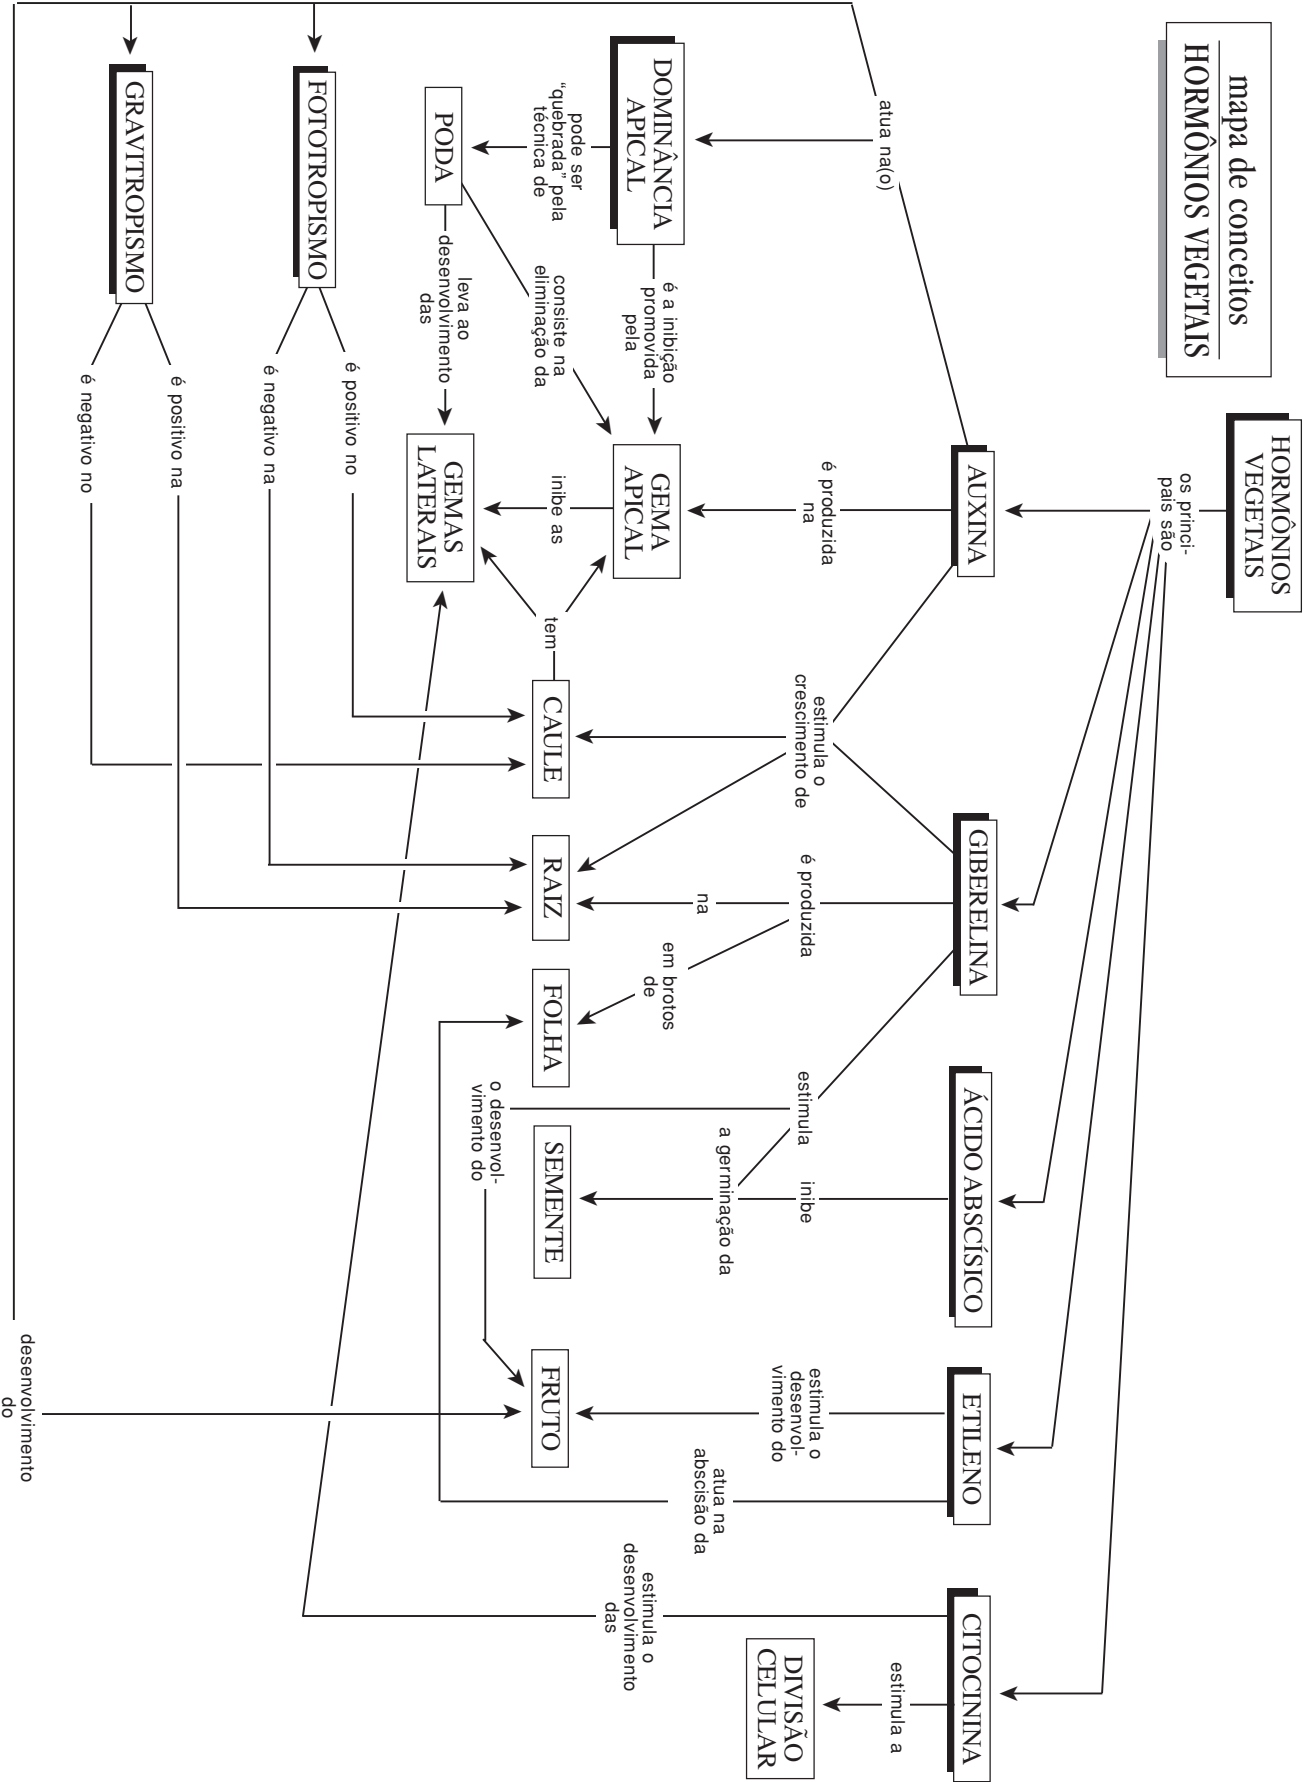 mapa de conceitos
HORMÔNIOS VEGETAIS
HORMÔNIOS
VEGETAIS
os princi-
pais são
AUXINA
GIBERELINA
ÁCIDO ABSCÍSICO
ETILENO
CITOCININA
atua na(o)
é produzida
na
estimula o
crescimento de
é produzida
na
em brotos
de
estimula
inibe
a germinação da
estimula o
desenvol-
vimento do
atua na
abscisão da
estimula o
desenvolvimento
das
estimula a
DIVISÃO
CELULAR
DOMINÂNCIA
APICAL
é a inibição
promovida
pela
GEMA
APICAL
pode ser
“quebrada” pela
técnica de
consiste na
eliminação da
inibe as
tem
CAULE
RAIZ
FOLHA
SEMENTE
FRUTO
o desenvol-
vimento do
PODA
leva ao
desenvolvimento
das
GEMAS
LATERAIS
FOTOTROPISMO
é positivo no
é negativo na
GRAVITROPISMO
é positivo na
é negativo no
desenvolvimento
do